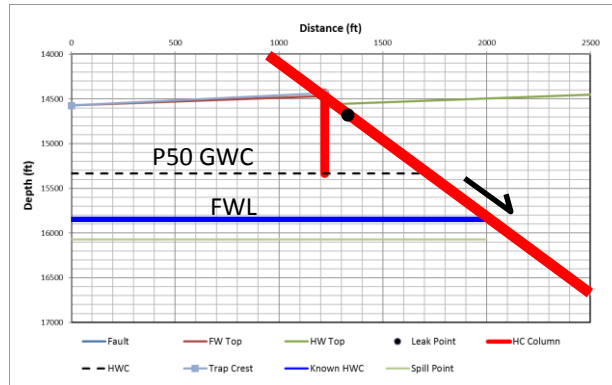 Distance (ft)
0 500 1000 1500 2000 2500
14000
14500
15000
P50 GWC
15500
FWL
16000
16500
17000
Depth (ft)
Fault FW Top HW Top Leak Point HC Column
HWC Trap Crest Known HWC Spill Point